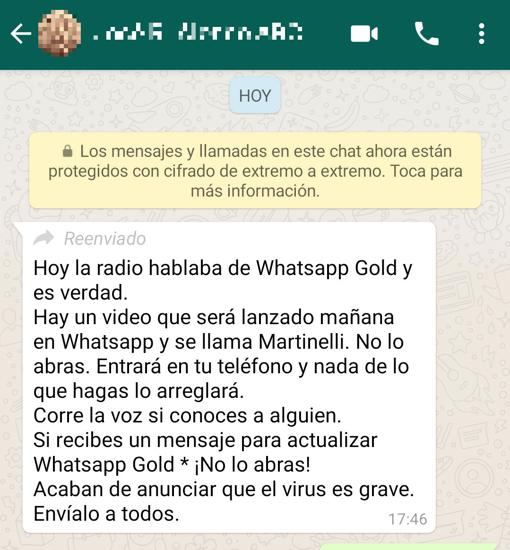 HOY
Los mensajes y llamadas en este chat ahora están
protegidos con cifrado de extremo a extremo. Toca para
más información.
Reenviado
Hoy la radio hablaba de Whatsapp Gold y
es verdad.
Hay un video que será lanzado mañana
en Whatsapp y se llama Martinelli. No lo
abras. Entrará en tu teléfono y nada de lo
que hagas lo arreglará.
Corre la voz si conoces a alguien.
Si recibes un mensaje para actualizar
Whatsapp Gold * ¡No lo abras!
Acaban de anunciar que el virus es grave.
Envíalo a todos.
17:46